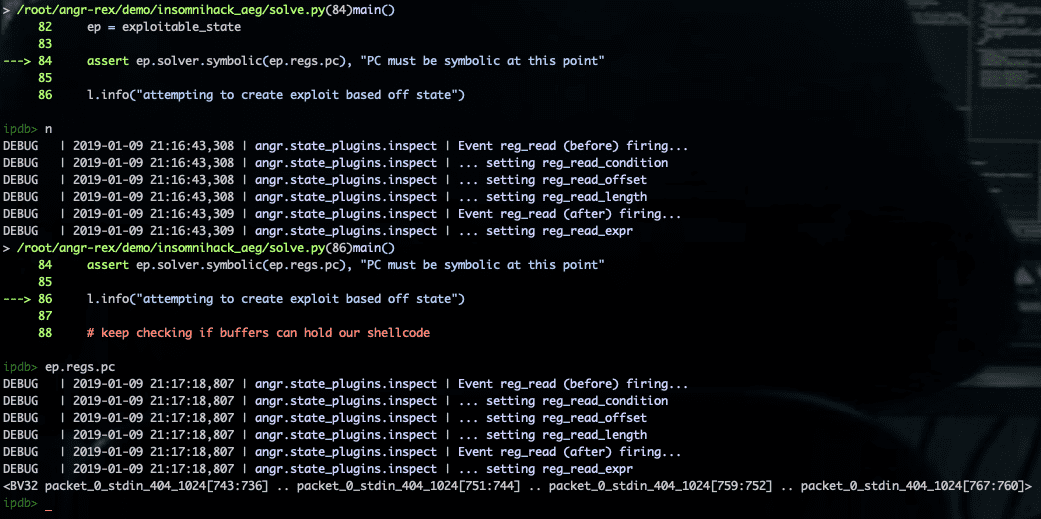 > /root/angr-rex/demo/insomnihack_aeg/solve.py(84)main()
     82     ep = exploitable_state
     83
---> 84     assert ep.solver.symbolic(ep.regs.pc), "PC must be symbolic at this point"
     85
     86     l.info("attempting to create exploit based off state")
ipdb> n
DEBUG   | 2019-01-09 21:16:43,308 | angr.state_plugins.inspect | Event reg_read (before) firing...
DEBUG   | 2019-01-09 21:16:43,308 | angr.state_plugins.inspect | ... setting reg_read_condition
DEBUG   | 2019-01-09 21:16:43,308 | angr.state_plugins.inspect | ... setting reg_read_offset
DEBUG   | 2019-01-09 21:16:43,308 | angr.state_plugins.inspect | ... setting reg_read_length
DEBUG   | 2019-01-09 21:16:43,309 | angr.state_plugins.inspect | Event reg_read (after) firing...
DEBUG   | 2019-01-09 21:16:43,309 | angr.state_plugins.inspect | ... setting reg_read_expr
> /root/angr-rex/demo/insomnihack_aeg/solve.py(86)main()
     84     assert ep.solver.symbolic(ep.regs.pc), "PC must be symbolic at this point"
     85
---> 86     l.info("attempting to create exploit based off state")
     87
     88     # keep checking if buffers can hold our shellcode
ipdb> ep.regs.pc
DEBUG   | 2019-01-09 21:17:18,807 | angr.state_plugins.inspect | Event reg_read (before) firing...
DEBUG   | 2019-01-09 21:17:18,807 | angr.state_plugins.inspect | ... setting reg_read_condition
DEBUG   | 2019-01-09 21:17:18,807 | angr.state_plugins.inspect | ... setting reg_read_offset
DEBUG   | 2019-01-09 21:17:18,807 | angr.state_plugins.inspect | ... setting reg_read_length
DEBUG   | 2019-01-09 21:17:18,807 | angr.state_plugins.inspect | Event reg_read (after) firing...
DEBUG   | 2019-01-09 21:17:18,807 | angr.state_plugins.inspect | ... setting reg_read_expr
<BV32 packet_0_stdin_404_1024[743:736] .. packet_0_stdin_404_1024[751:744] .. packet_0_stdin_404_1024[759:752] .. packet_0_stdin_404_1024[767:760]>
ipdb> _